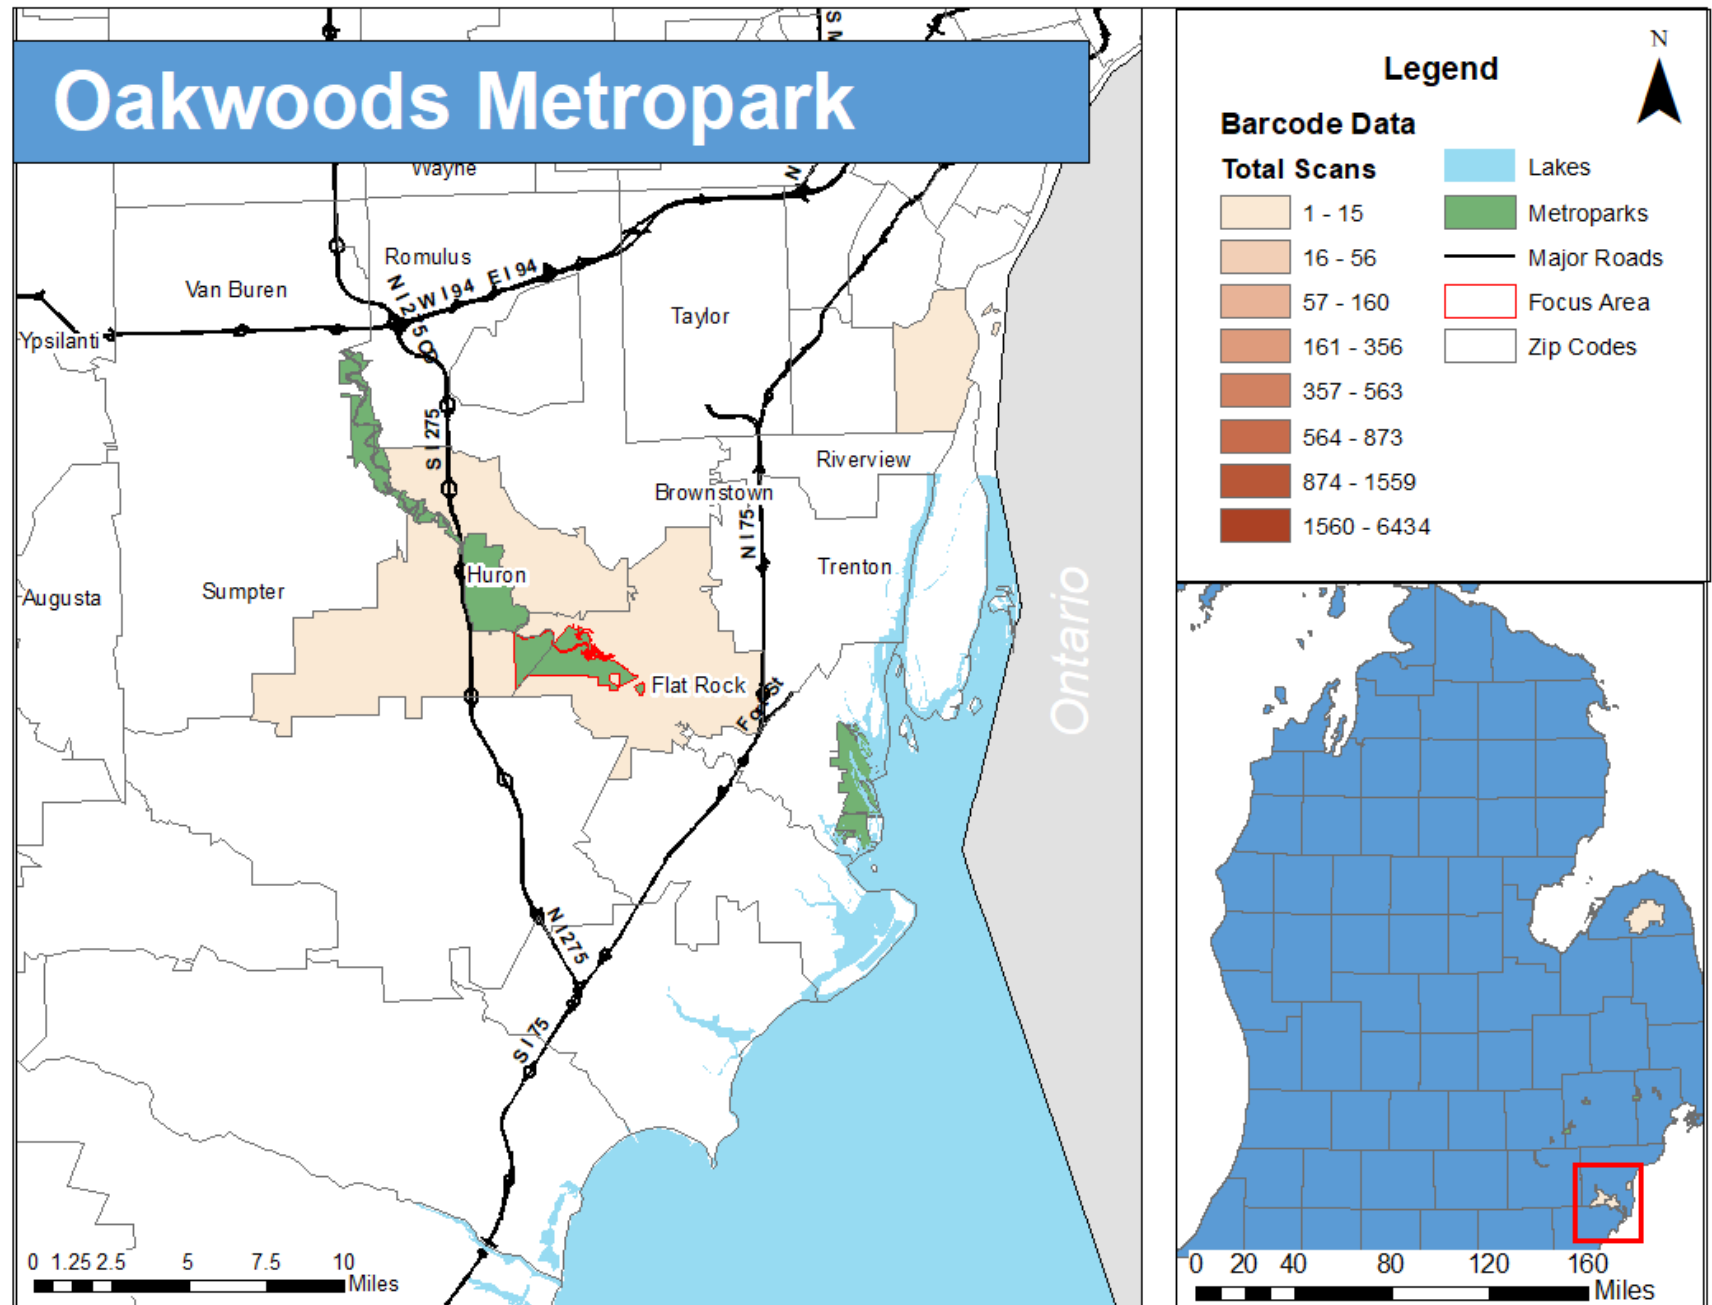 Oakwoods Metropark
S N
Wayne
N
Romulus
Van Buren
N I 275
W I 94
E I 94
Ypsilanti
Taylor
S I 275
Riverview
Brownstown
N I 75
Trenton
Huron
Sumpter
Augusta
Flat Rock
Fort St
Ontario
N I 275
S I 75
0 1.25 2.5 5 7.5 10
Miles
N
Legend
Barcode Data
Total Scans
1 - 15
16 - 56
57 - 160
161 - 356
357 - 563
564 - 873
874 - 1559
1560 - 6434
Lakes
Metroparks
Major Roads
Focus Area
Zip Codes
0 20 40 80 120 160
Miles